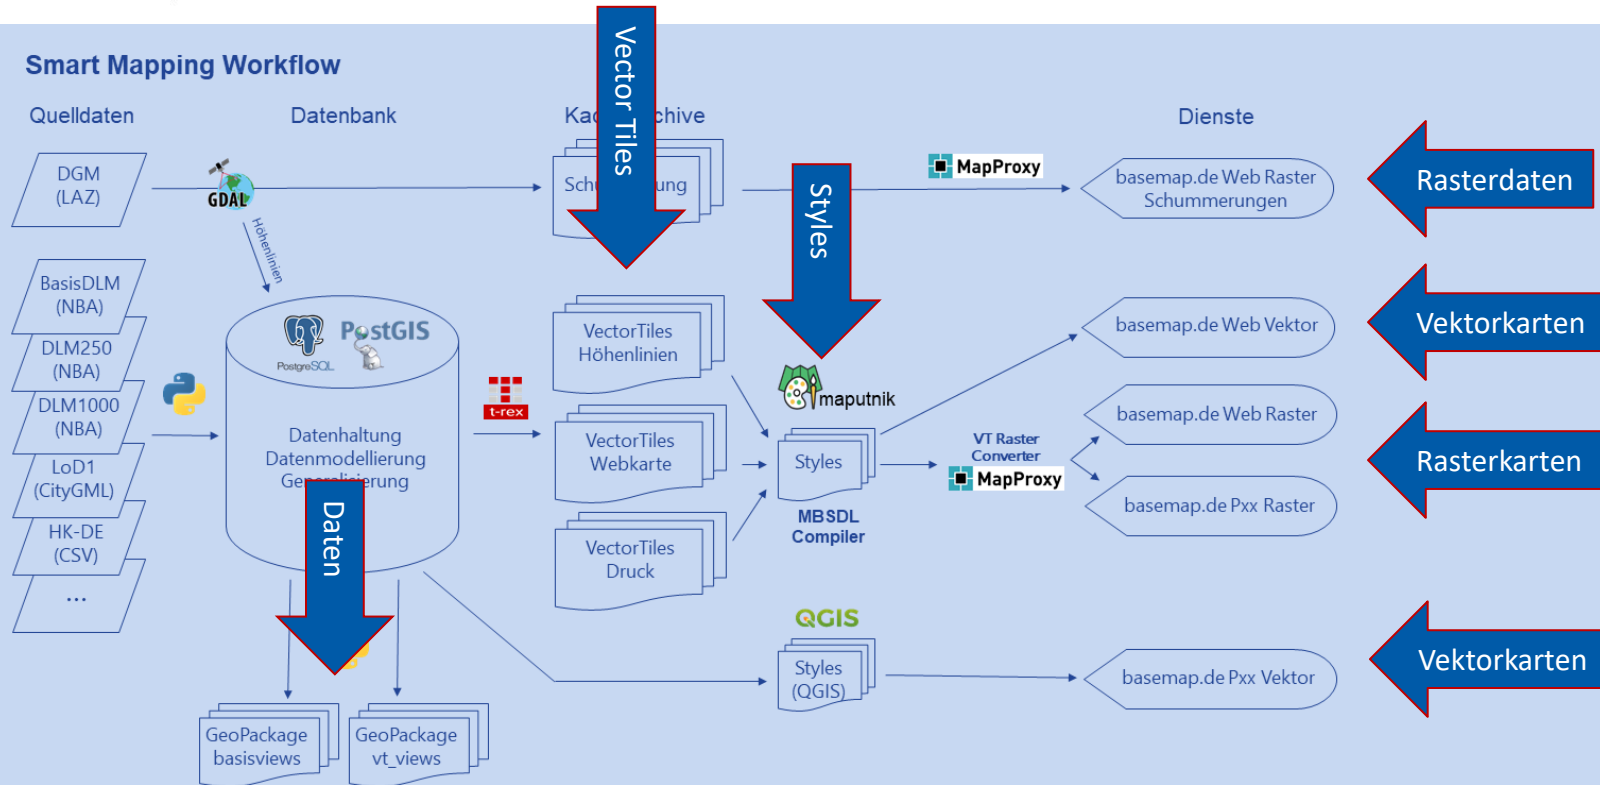 Smart Mapping Workflow
Quelldaten
Datenbank
Dienste
DGM
(LAZ)
GDAL
Höhenlinien
BasisDLM
(NBA)
DLM250
(NBA)
DLM1000
(NBA)
LoD1
(CityGML)
HK-DE
(CSV)
...
PostgreSQL
PostGIS
Datenhaltung
Datenmodellierung
Generalisierung
Daten
GeoPackage
basisviews
GeoPackage
vt_views
t-rex
Vector Tiles
VectorTiles
Höhenlinien
VectorTiles
Webkarte
VectorTiles
Druck
Styles
maputnik
Styles
MBSDL
Compiler
QGIS
Styles
(QGIS)
MapProxy
VT Raster
Converter
MapProxy
basemap.de Web Raster
Schummerungen
basemap.de Web Vektor
basemap.de Web Raster
basemap.de Pxx Raster
basemap.de Pxx Vektor
Rasterdaten
Vektorkarten
Rasterkarten
Vektorkarten